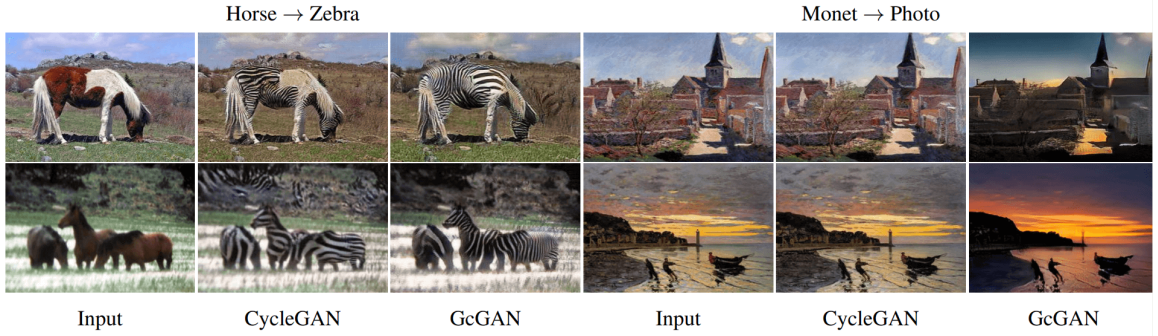 Horse → Zebra
Monet → Photo
Input
CycleGAN
GcGAN
Input
CycleGAN
GcGAN